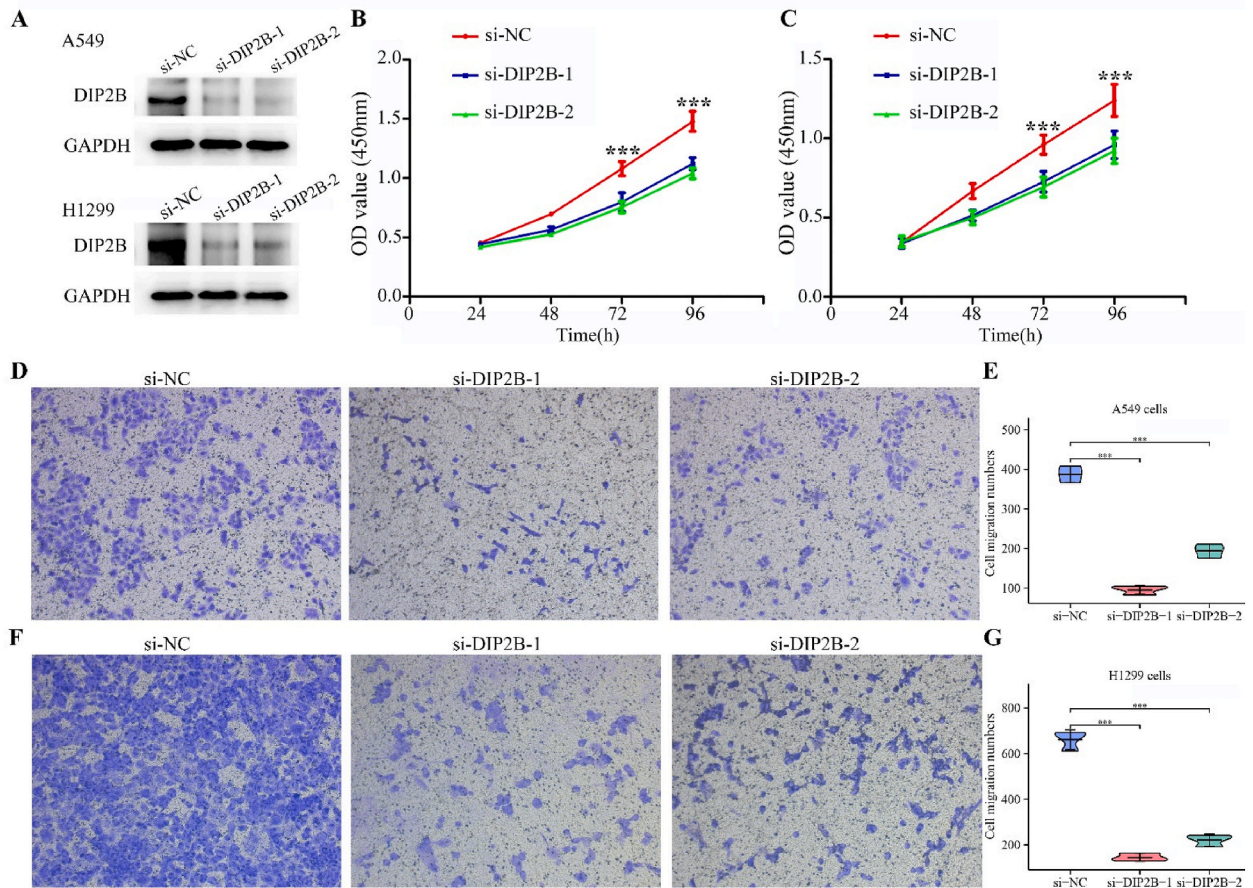 A
A549
si-NC
si-DIP2B-1
si-DIP2B-2
DIP2B
GAPDH
H1299
si-NC
si-DIP2B-1
si-DIP2B-2
DIP2B
GAPDH
B
si-NC
si-DIP2B-1
si-DIP2B-2
OD value (450nm)
2.0
1.5
1.0
0.5
0.0
***
***
0 24 48 72 96
Time(h)
C
si-NC
si-DIP2B-1
si-DIP2B-2
OD value (450nm)
1.5
1.0
0.5
0.0
***
***
0 24 48 72 96
Time(h)
D
si-NC si-DIP2B-1 si-DIP2B-2
E
A549 cells
Cell migration numbers
500
400
300
200
100
***
***
si-NC si-DIP2B-1 si-DIP2B-2
F
si-NC si-DIP2B-1 si-DIP2B-2
G
H1299 cells
Cell migration numbers
800
600
400
200
***
***
si-NC si-DIP2B-1 si-DIP2B-2